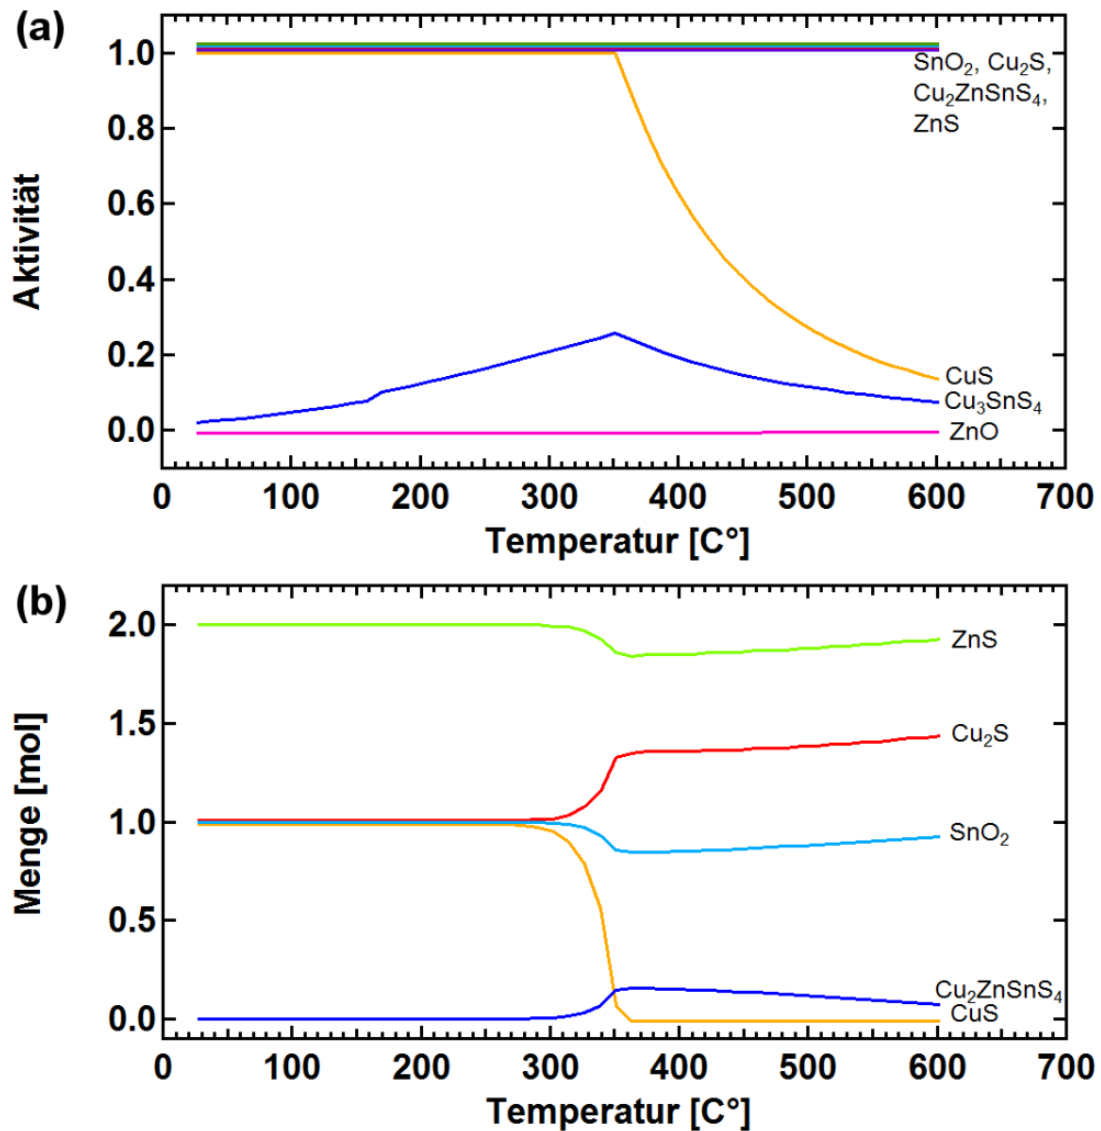 (a)
Aktivität
1.0
0.8
0.6
0.4
0.2
0.0
SnO₂, Cu₂S,
Cu₂ZnSnS₄,
ZnS
CuS
Cu₃SnS₄
ZnO
0 100 200 300 400 500 600 700
Temperatur [C°]
(b)
Menge [mol]
2.0
1.5
1.0
0.5
0.0
ZnS
Cu₂S
SnO₂
Cu₂ZnSnS₄
CuS
0 100 200 300 400 500 600 700
Temperatur [C°]